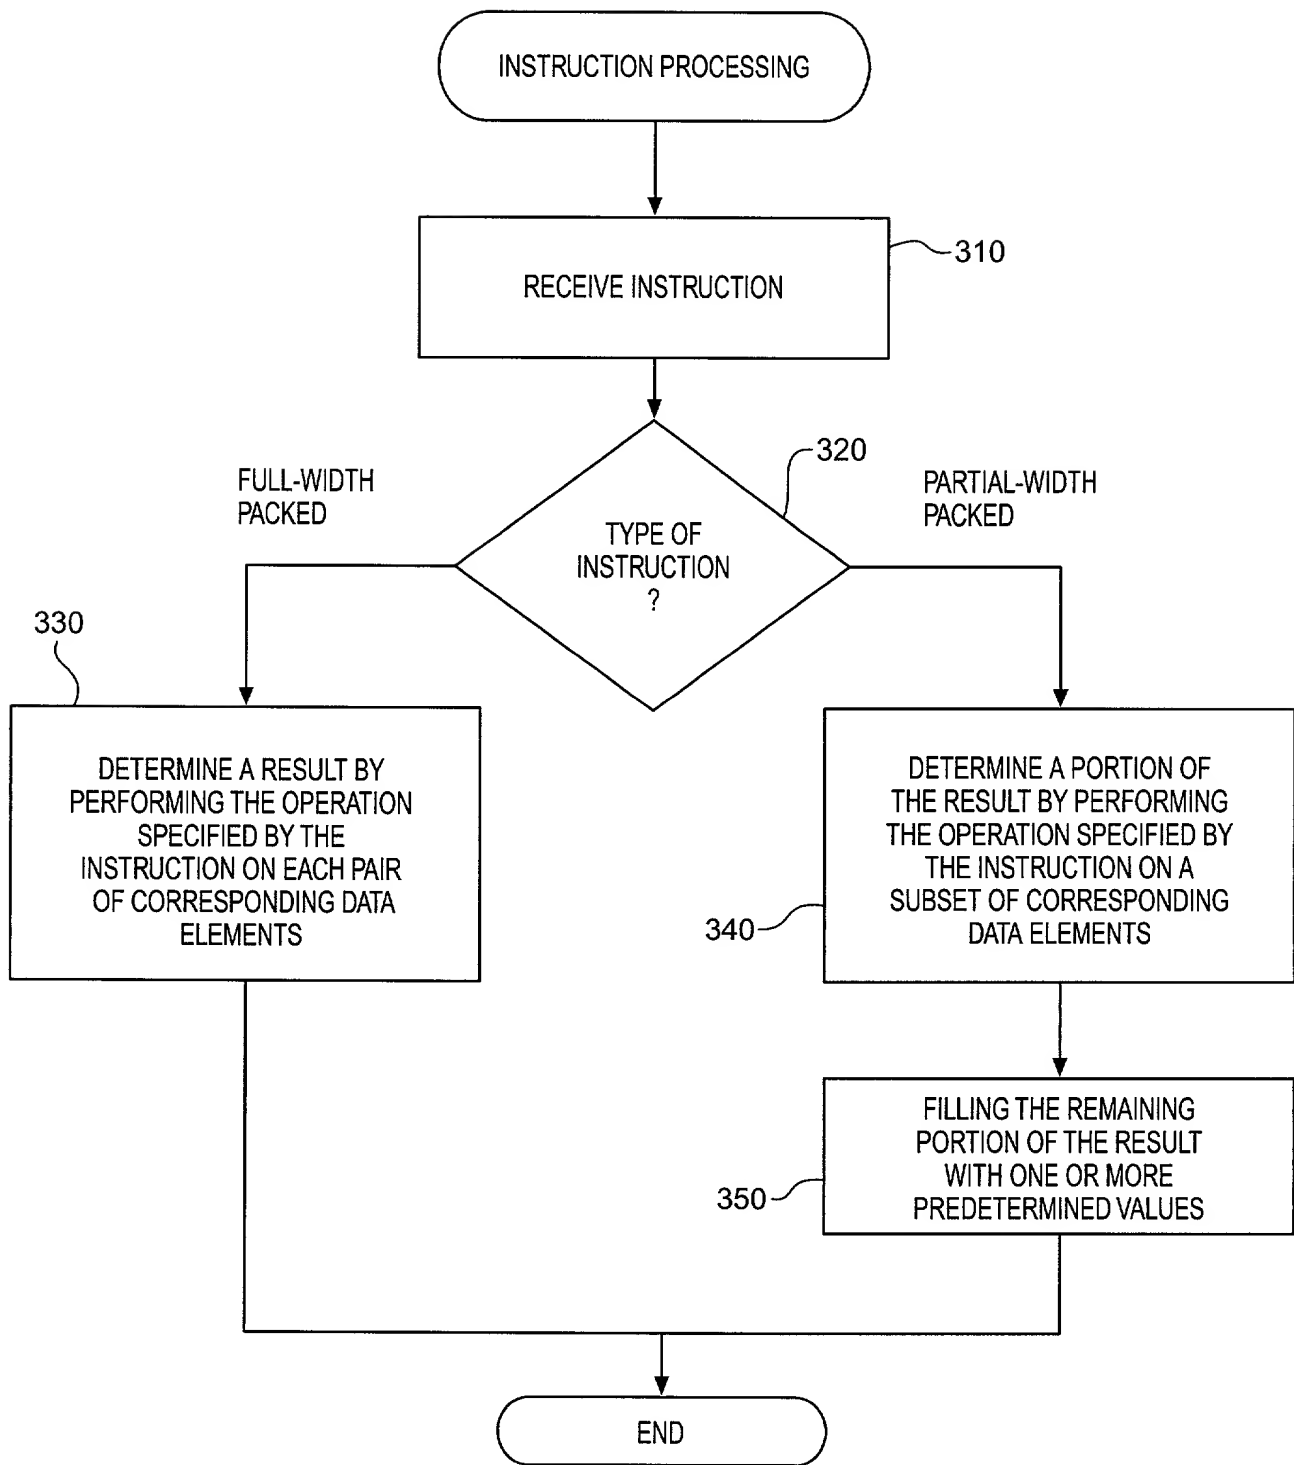 INSTRUCTION PROCESSING
310
RECEIVE INSTRUCTION
320
FULL-WIDTH
PACKED
PARTIAL-WIDTH
PACKED
TYPE OF
INSTRUCTION
?
330
DETERMINE A RESULT BY
PERFORMING THE OPERATION
SPECIFIED BY THE
INSTRUCTION ON EACH PAIR
OF CORRESPONDING DATA
ELEMENTS
DETERMINE A PORTION OF
THE RESULT BY PERFORMING
THE OPERATION SPECIFIED BY
THE INSTRUCTION ON A
SUBSET OF CORRESPONDING
DATA ELEMENTS
340
FILLING THE REMAINING
PORTION OF THE RESULT
WITH ONE OR MORE
PREDETERMINED VALUES
350
END